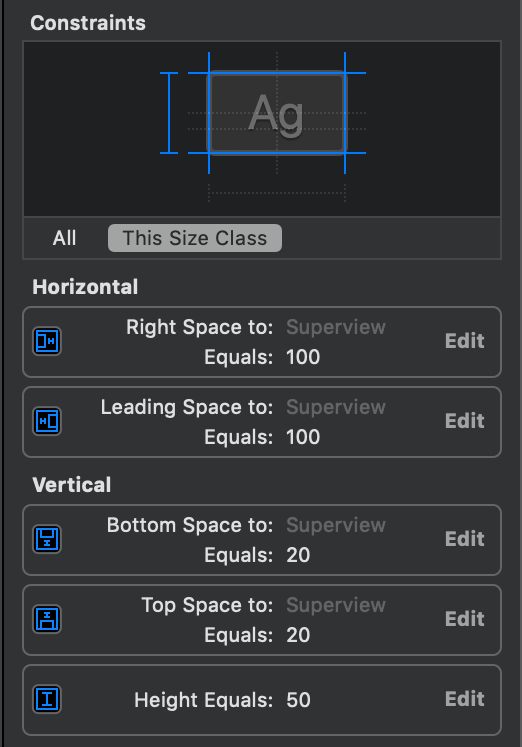 Constraints
Ag
All This Size Class
Horizontal
Right Space to: Superview
Equals: 100
Edit
Leading Space to: Superview
Equals: 100
Edit
Vertical
Bottom Space to: Superview
Equals: 20
Edit
Top Space to: Superview
Equals: 20
Edit
Height Equals: 50 Edit